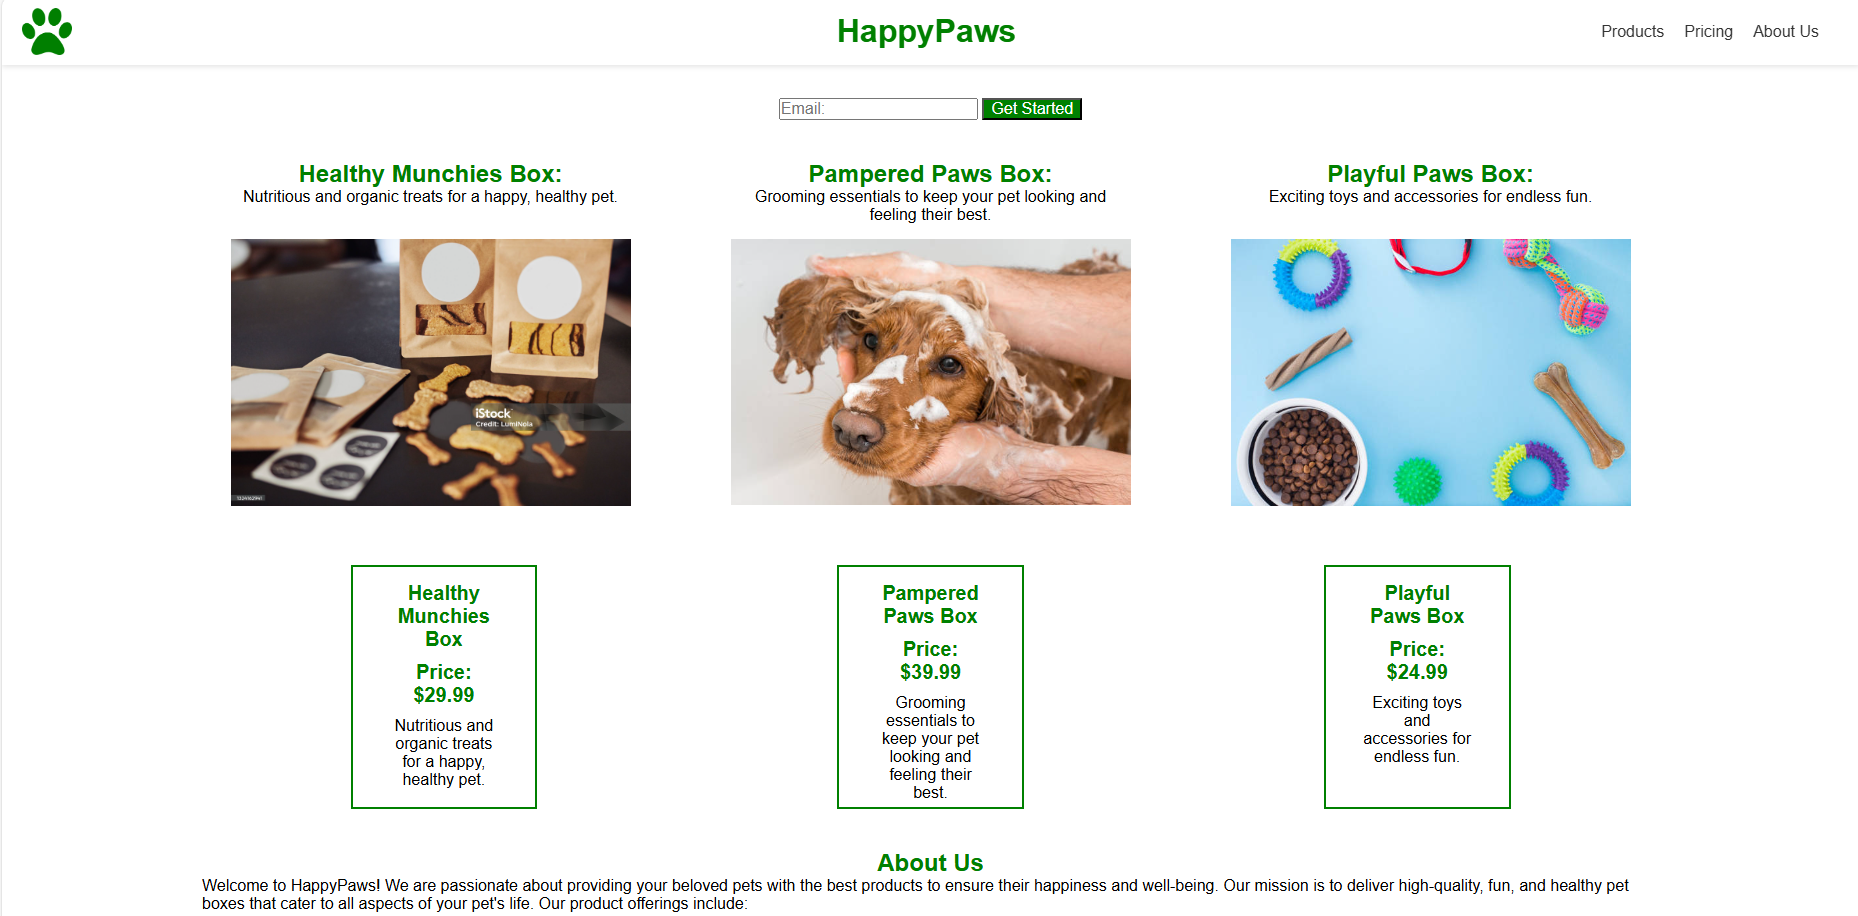 HappyPaws
Products Pricing About Us
Email: Get Started
Healthy Munchies Box:
Nutritious and organic treats for a happy, healthy pet.
Pampered Paws Box:
Grooming essentials to keep your pet looking and
feeling their best.
Playful Paws Box:
Exciting toys and accessories for endless fun.
iStock
Credit: LumiNola
Healthy
Munchies
Box
Price:
$29.99
Nutritious and
organic treats
for a happy,
healthy pet.
Pampered
Paws Box
Price:
$39.99
Grooming
essentials to
keep your pet
looking and
feeling their
best.
Playful
Paws Box
Price:
$24.99
Exciting toys
and
accessories for
endless fun.
About Us
Welcome to HappyPaws! We are passionate about providing your beloved pets with the best products to ensure their happiness and well-being. Our mission is to deliver high-quality, fun, and healthy pet
boxes that cater to all aspects of your pet's life. Our product offerings include: